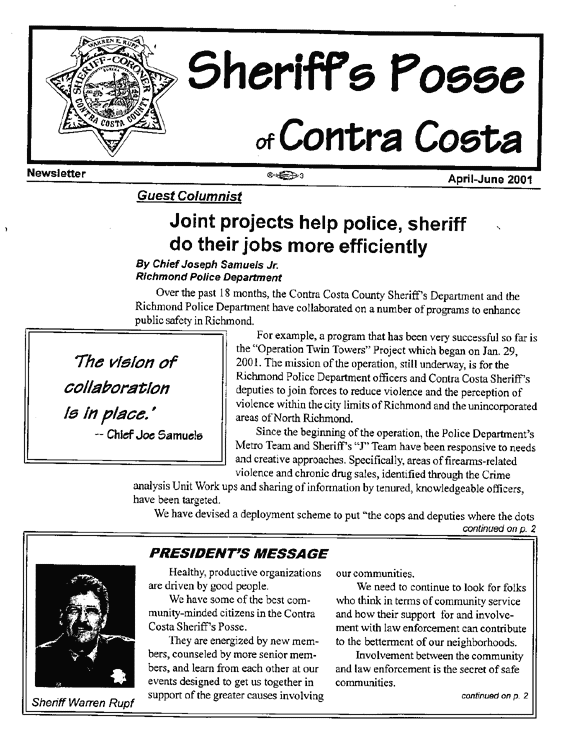 WARREN E. RUPF
SHERIFF-CORONER
CONTRA COSTA COUNTY
Sheriff's Posse
of Contra Costa
Newsletter
April-June 2001
Guest Columnist
Joint projects help police, sheriff
do their jobs more efficiently
By Chief Joseph Samuels Jr.
Richmond Police Department
Over the past 18 months, the Contra Costa County Sheriff's Department and the
Richmond Police Department have collaborated on a number of programs to enhance
public safety in Richmond.
'The vision of
collaboration
is in place.'
-- Chief Joe Samuels
For example, a program that has been very successful so far is
the "Operation Twin Towers" Project which began on Jan. 29,
2001. The mission of the operation, still underway, is for the
Richmond Police Department officers and Contra Costa Sheriff's
deputies to join forces to reduce violence and the perception of
violence within the city limits of Richmond and the unincorporated
areas of North Richmond.
Since the beginning of the operation, the Police Department's
Metro Team and Sheriff's "J" Team have been responsive to needs
and creative approaches. Specifically, areas of firearms-related
violence and chronic drug sales, identified through the Crime
analysis Unit Work ups and sharing of information by tenured, knowledgeable officers,
have been targeted.
We have devised a deployment scheme to put "the cops and deputies where the dots
continued on p. 2
PRESIDENT'S MESSAGE
Healthy, productive organizations
are driven by good people.
We have some of the best com-
munity-minded citizens in the Contra
Costa Sheriff's Posse.
They are energized by new mem-
bers, counseled by more senior mem-
bers, and learn from each other at our
events designed to get us together in
support of the greater causes involving
our communities.
We need to continue to look for folks
who think in terms of community service
and how their support for and involve-
ment with law enforcement can contribute
to the betterment of our neighborhoods.
Involvement between the community
and law enforcement is the secret of safe
communities.
continued on p. 2
Sheriff Warren Rupf